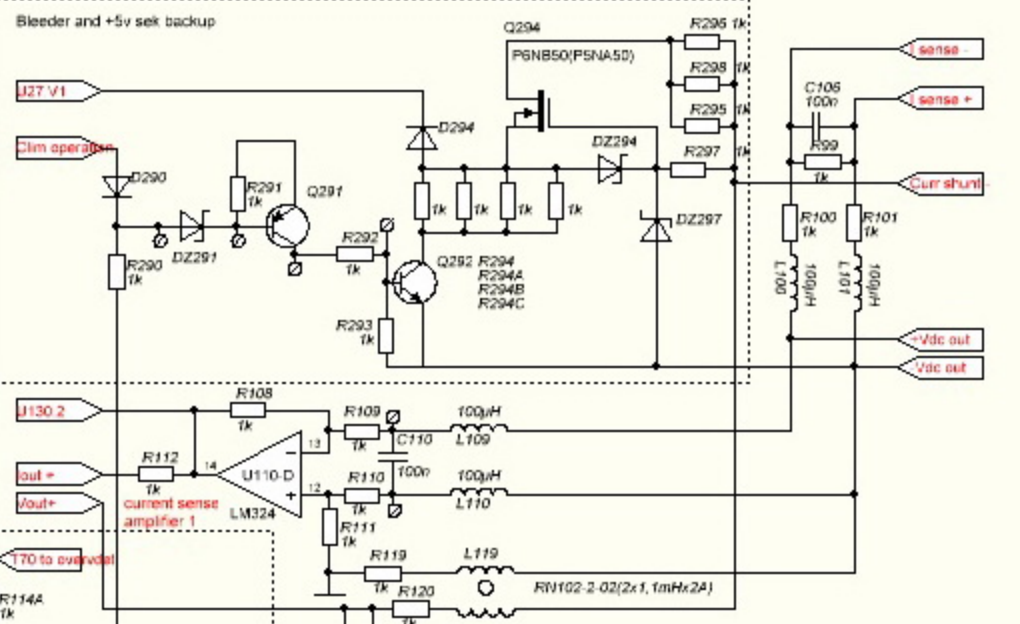 Bleeder and +5v sek backup
Q294
R296 1k
P6NB50(P5NA50)
I sense -
R298 1k
U27 V1
C106
100n
I sense +
R295 1k
D294
DZ294
Clim operation
R99
1k
R297 1k
D290
R291
1k
Q291
Curr shunt-
1k
1k
1k
1k
DZ297
R100
1k
R101
1k
R292
1k
DZ291
R290
1k
Q292
R294
R294A
R294B
R294C
L100
100µH
L101
100µH
R293
1k
+Vdc out
Vdc out
R108
1k
U130 2
R109
1k
100µH
L109
13
C110
100n
R112
1k
14
U110-D
Iout +
12
R110
1k
100µH
L110
Vout+
current sense
amplifier 1
LM324
R111
1k
T70 to overvdet
R119
1k
L119
RN102-2-02(2x1,1mHx2A)
R120
1k
R114A
1k